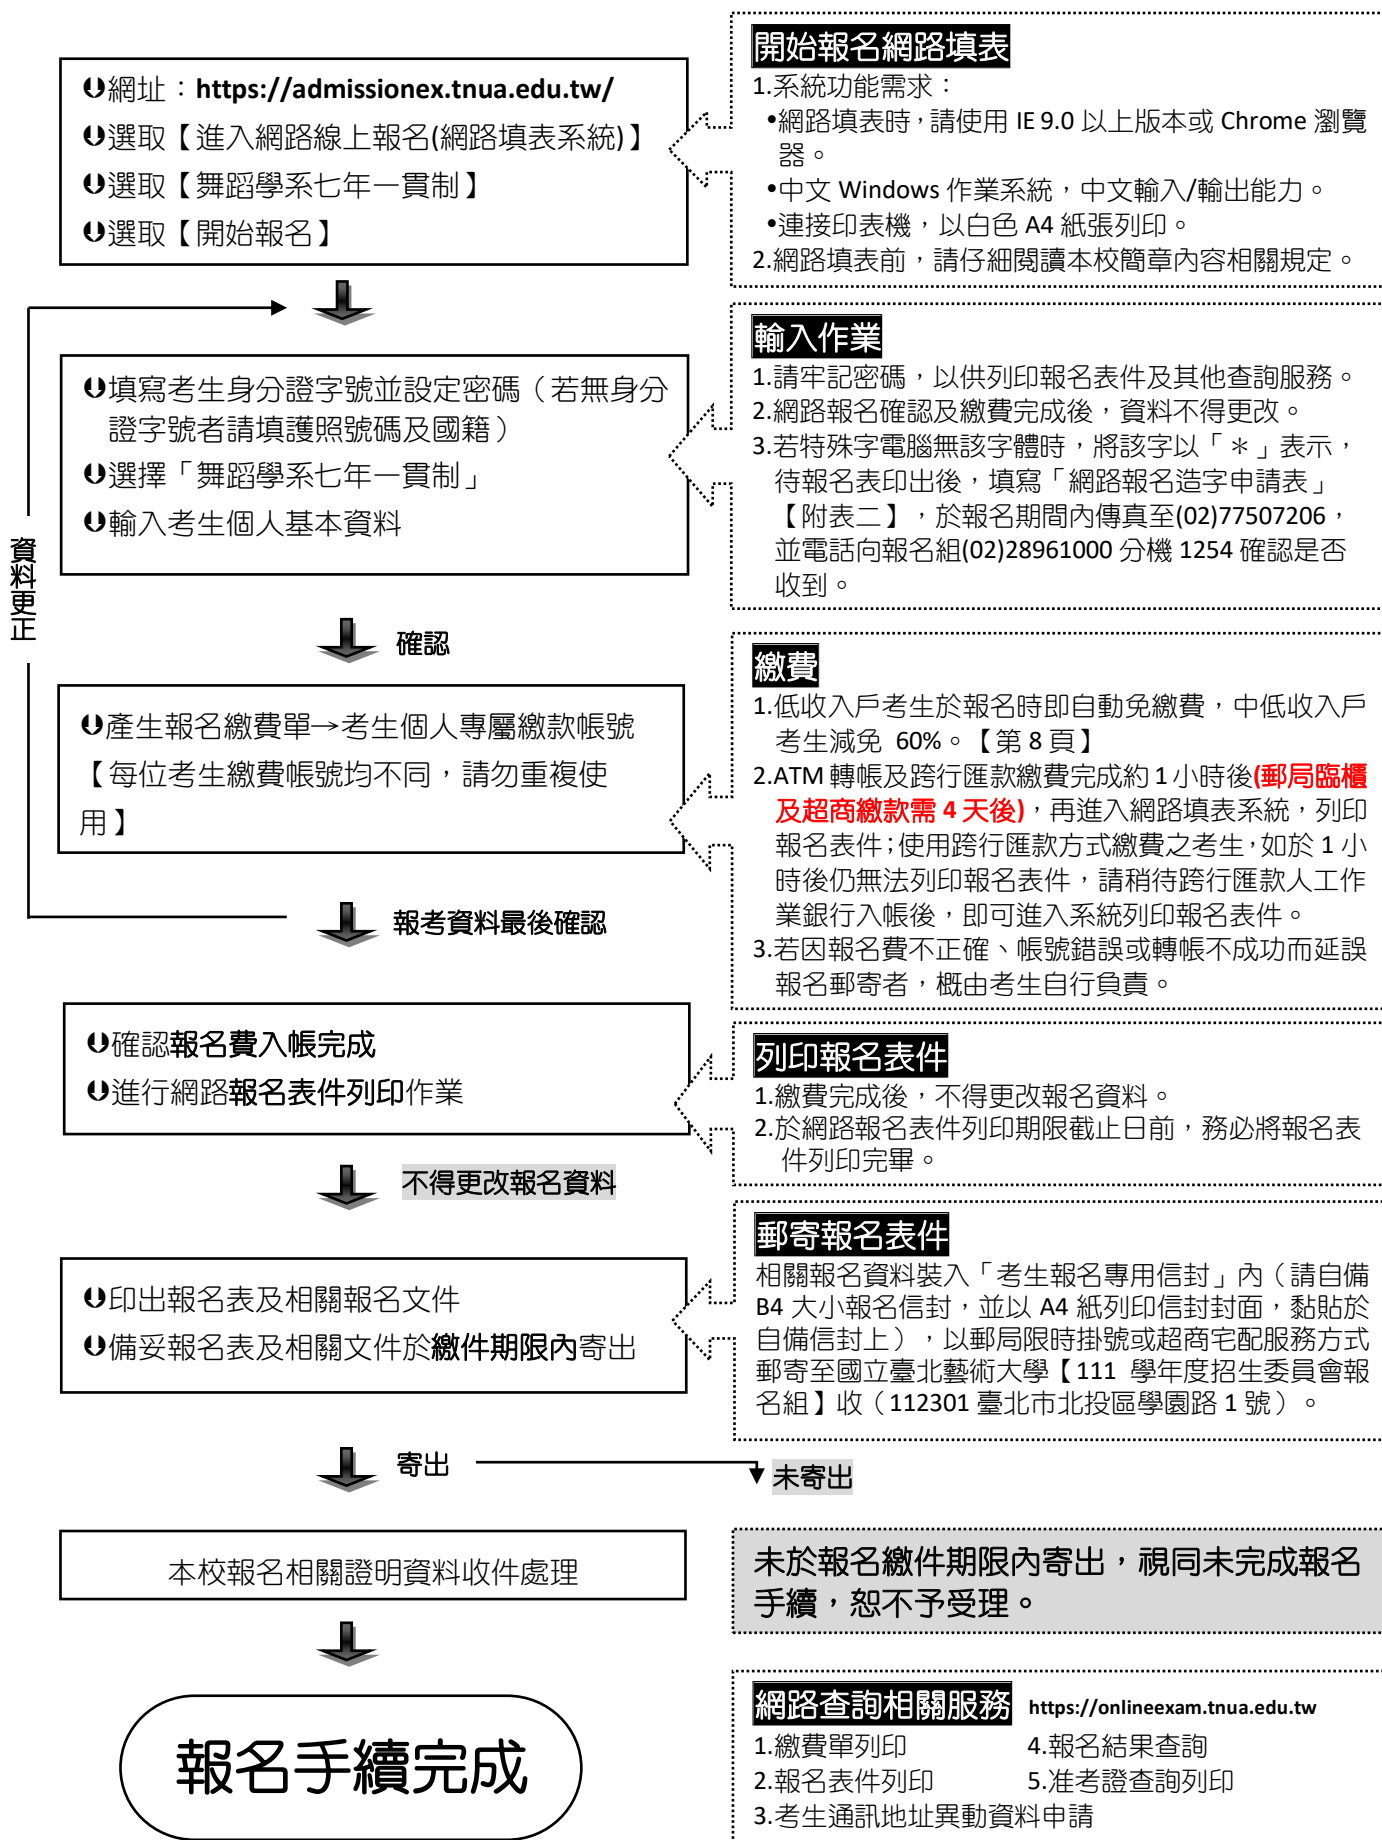 網址：https://admissionex.tnua.edu.tw/
選取【進入網路線上報名(網路填表系統)】
選取【舞蹈學系七年一貫制】
選取【開始報名】
開始報名網路填表
1.系統功能需求：
•網路填表時，請使用 IE 9.0 以上版本或 Chrome 瀏覽
器。
•中文 Windows 作業系統，中文輸入/輸出能力。
•連接印表機，以白色 A4 紙張列印。
2.網路填表前，請仔細閱讀本校簡章內容相關規定。
資料更正
填寫考生身分證字號並設定密碼（若無身分
證字號者請填護照號碼及國籍）
選擇「舞蹈學系七年一貫制」
輸入考生個人基本資料
輸入作業
1.請牢記密碼，以供列印報名表件及其他查詢服務。
2.網路報名確認及繳費完成後，資料不得更改。
3.若特殊字電腦無該字體時，將該字以「＊」表示，
待報名表印出後，填寫「網路報名造字申請表」
【附表二】，於報名期間內傳真至(02)77507206，
並電話向報名組(02)28961000 分機 1254 確認是否
收到。
確認
產生報名繳費單→考生個人專屬繳款帳號
【每位考生繳費帳號均不同，請勿重複使
用】
繳費
1.低收入戶考生於報名時即自動免繳費，中低收入戶
考生減免 60%。【第 8 頁】
2.ATM 轉帳及跨行匯款繳費完成約 1 小時後(郵局臨櫃
及超商繳款需 4 天後)，再進入網路填表系統，列印
報名表件；使用跨行匯款方式繳費之考生，如於 1 小
時後仍無法列印報名表件，請稍待跨行匯款人工作
業銀行入帳後，即可進入系統列印報名表件。
3.若因報名費不正確、帳號錯誤或轉帳不成功而延誤
報名郵寄者，概由考生自行負責。
報考資料最後確認
確認報名費入帳完成
進行網路報名表件列印作業
列印報名表件
1.繳費完成後，不得更改報名資料。
2.於網路報名表件列印期限截止日前，務必將報名表
件列印完畢。
不得更改報名資料
印出報名表及相關報名文件
備妥報名表及相關文件於繳件期限內寄出
郵寄報名表件
相關報名資料裝入「考生報名專用信封」內（請自備
B4 大小報名信封，並以 A4 紙列印信封封面，黏貼於
自備信封上），以郵局限時掛號或超商宅配服務方式
郵寄至國立臺北藝術大學【111 學年度招生委員會報
名組】收（112301 臺北市北投區學園路 1 號）。
寄出
未寄出
本校報名相關證明資料收件處理
未於報名繳件期限內寄出，視同未完成報名
手續，恕不予受理。
報名手續完成
網路查詢相關服務 https://onlineexam.tnua.edu.tw
1.繳費單列印 4.報名結果查詢
2.報名表件列印 5.准考證查詢列印
3.考生通訊地址異動資料申請